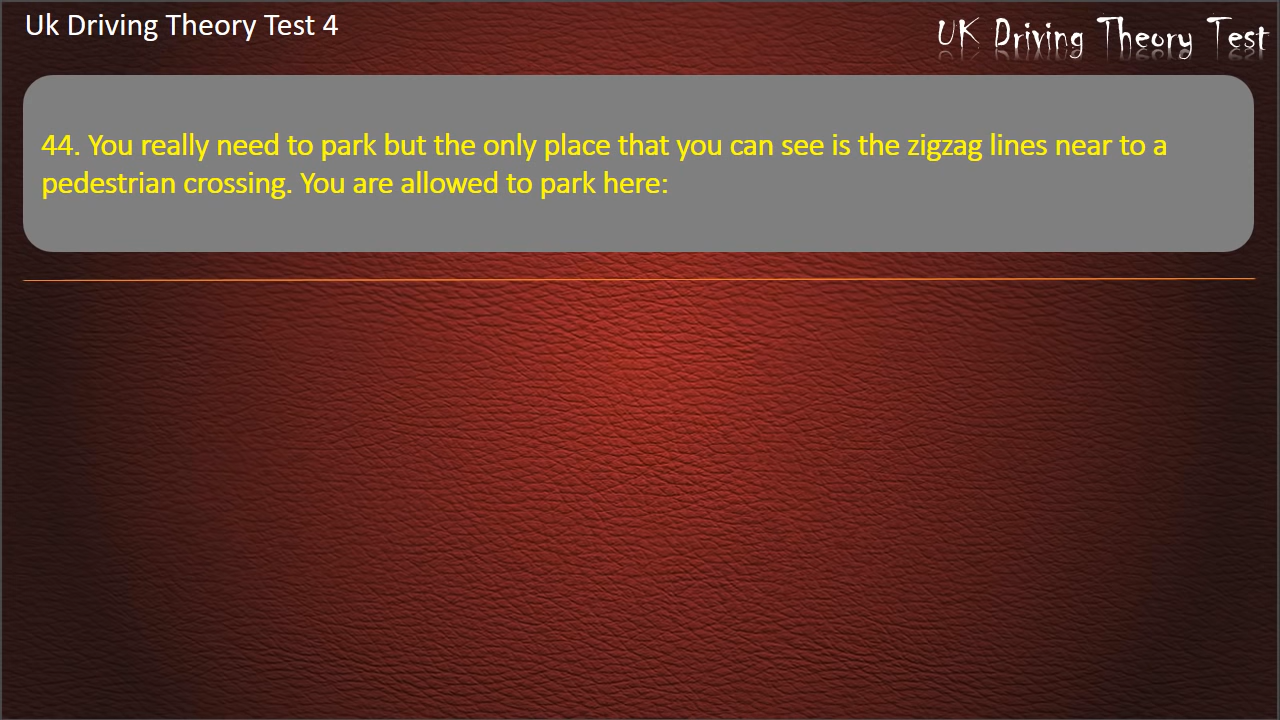 Uk Driving Theory Test 4
UK Driving Theory Test
44. You really need to park but the only place that you can see is the zigzag lines near to a
pedestrian crossing. You are allowed to park here: